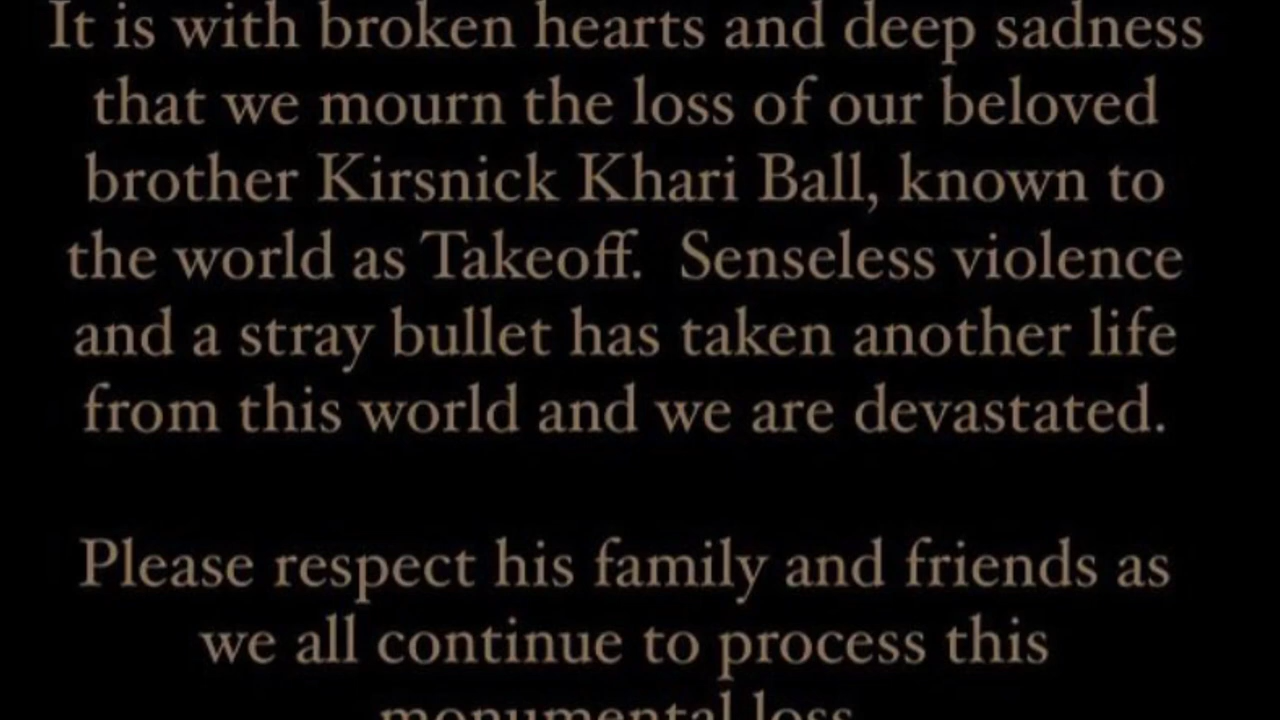 It is with broken hearts and deep sadness
that we mourn the loss of our beloved
brother Kirsnick Khari Ball, known to
the world as Takeoff.  Senseless violence
and a stray bullet has taken another life
from this world and we are devastated.
Please respect his family and friends as
we all continue to process this
monumental loss